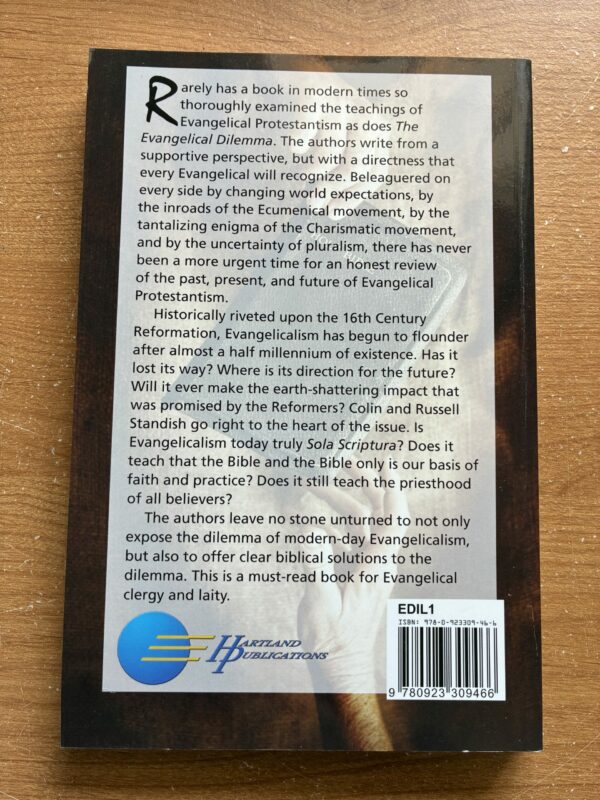 Rarely has a book in modern times so
thoroughly examined the teachings of
Evangelical Protestantism as does The
Evangelical Dilemma. The authors write from a
supportive perspective, but with a directness that
every Evangelical will recognize. Beleaguered on
every side by changing world expectations, by
the inroads of the Ecumenical movement, by the
tantalizing enigma of the Charismatic movement,
and by the uncertainty of pluralism, there has never
been a more urgent time for an honest review
of the past, present, and future of Evangelical
Protestantism.
Historically riveted upon the 16th Century
Reformation, Evangelicalism has begun to flounder
after almost a half millennium of existence. Has it
lost its way? Where is its direction for the future?
Will it ever make the earth-shattering impact that
was promised by the Reformers? Colin and Russell
Standish go right to the heart of the issue. Is
Evangelicalism today truly Sola Scriptura? Does it
teach that the Bible and the Bible only is our basis of
faith and practice? Does it still teach the priesthood
of all believers?
The authors leave no stone unturned to not only
expose the dilemma of modern-day Evangelicalism,
but also to offer clear biblical solutions to the
dilemma. This is a must-read book for Evangelical
clergy and laity.
HARTLAND
PUBLICATIONS
EDIL1
ISBN: 978-0-923309-46-6
9 780923 309466